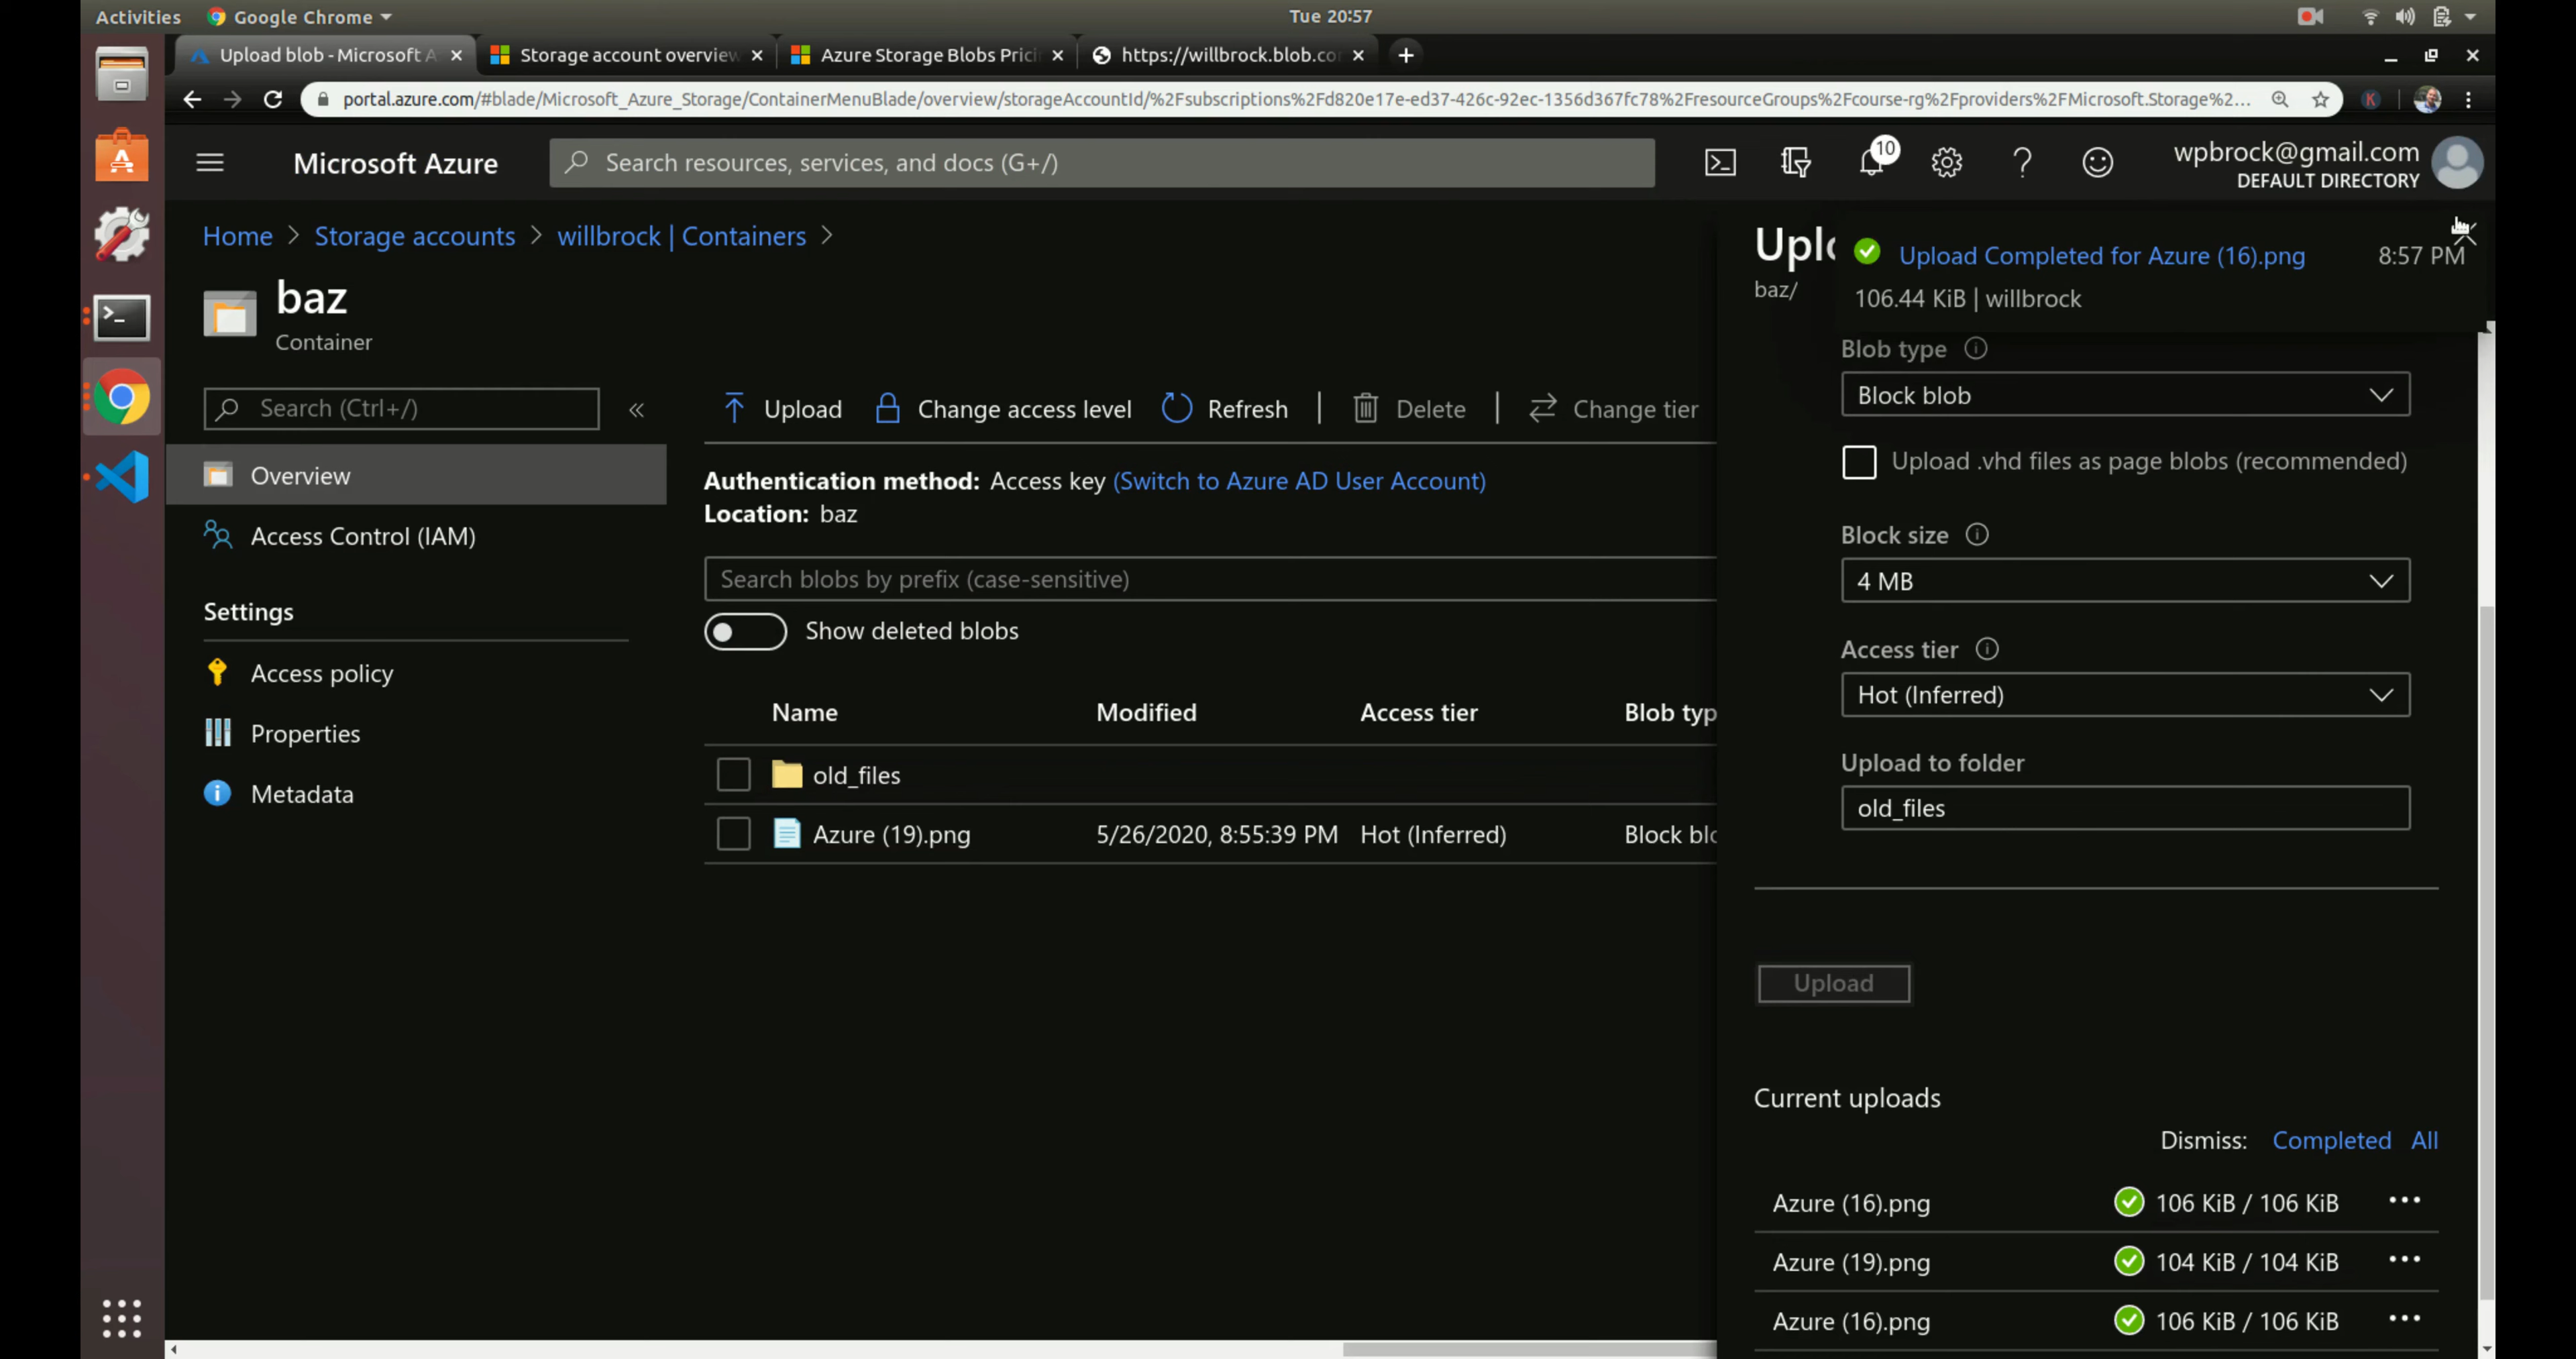 Activities
Google Chrome
Tue 20:57
Upload blob - Microsoft A
Storage account overview
Azure Storage Blobs Prici
https://willbrock.blob.co
portal.azure.com/#blade/Microsoft_Azure_Storage/ContainerMenuBlade/overview/storageAccountId/%2Fsubscriptions%2Fd820e17e-ed37-426c-92ec-1356d367fc78%2FresourceGroups%2Fcourse-rg%2Fproviders%2FMicrosoft.Storage%2...
K
Microsoft Azure
Search resources, services, and docs (G+/)
10
wpbrock@gmail.com
DEFAULT DIRECTORY
Home > Storage accounts > willbrock | Containers >
baz
Container
Search (Ctrl+/)
«
Overview
Access Control (IAM)
Settings
Access policy
Properties
Metadata
Upload
Change access level
Refresh
Delete
Change tier
Authentication method: Access key (Switch to Azure AD User Account)
Location: baz
Search blobs by prefix (case-sensitive)
Show deleted blobs
Name Modified Access tier Blob typ
old_files
Azure (19).png 5/26/2020, 8:55:39 PM Hot (Inferred) Block blo
Uplo
baz/
Upload Completed for Azure (16).png 8:57 PM
106.44 KiB | willbrock
Blob type
Block blob
Upload .vhd files as page blobs (recommended)
Block size
4 MB
Access tier
Hot (Inferred)
Upload to folder
old_files
Upload
Current uploads
Dismiss: Completed All
Azure (16).png 106 KiB / 106 KiB
Azure (19).png 104 KiB / 104 KiB
Azure (16).png 106 KiB / 106 KiB